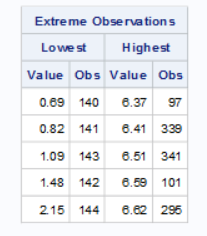 Extreme Observations
Lowest Highest
Value Obs Value Obs
0.69 140 6.37 97
0.82 141 6.41 339
1.09 143 6.51 341
1.48 142 6.59 101
2.15 144 6.62 295